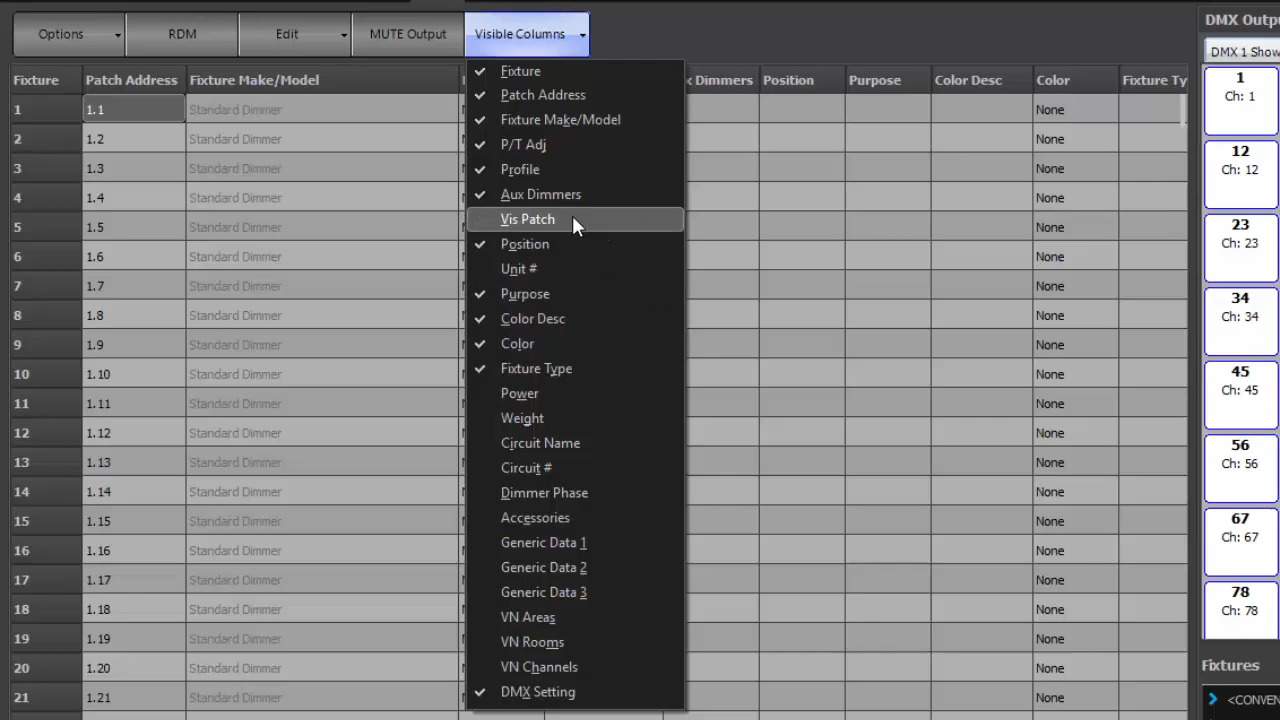 Options RDM Edit MUTE Output Visible Columns
Fixture Patch Address Fixture Make/Model Dimmers Position Purpose Color Desc Color Fixture Ty
1 1.1 Standard Dimmer None
2 1.2 Standard Dimmer None
3 1.3 Standard Dimmer None
4 1.4 Standard Dimmer None
5 1.5 Standard Dimmer None
6 1.6 Standard Dimmer None
7 1.7 Standard Dimmer None
8 1.8 Standard Dimmer None
9 1.9 Standard Dimmer None
10 1.10 Standard Dimmer None
11 1.11 Standard Dimmer None
12 1.12 Standard Dimmer None
13 1.13 Standard Dimmer None
14 1.14 Standard Dimmer None
15 1.15 Standard Dimmer None
16 1.16 Standard Dimmer None
17 1.17 Standard Dimmer None
18 1.18 Standard Dimmer None
19 1.19 Standard Dimmer None
20 1.20 Standard Dimmer None
21 1.21 Standard Dimmer None
Fixture
Patch Address
Fixture Make/Model
P/T Adj
Profile
Aux Dimmers
Vis Patch
Position
Unit #
Purpose
Color Desc
Color
Fixture Type
Power
Weight
Circuit Name
Circuit #
Dimmer Phase
Accessories
Generic Data 1
Generic Data 2
Generic Data 3
VN Areas
VN Rooms
VN Channels
DMX Setting
DMX Outpu
DMX 1 Show
1
Ch: 1
12
Ch: 12
23
Ch: 23
34
Ch: 34
45
Ch: 45
56
Ch: 56
67
Ch: 67
78
Ch: 78
Fixtures
<CONVEN